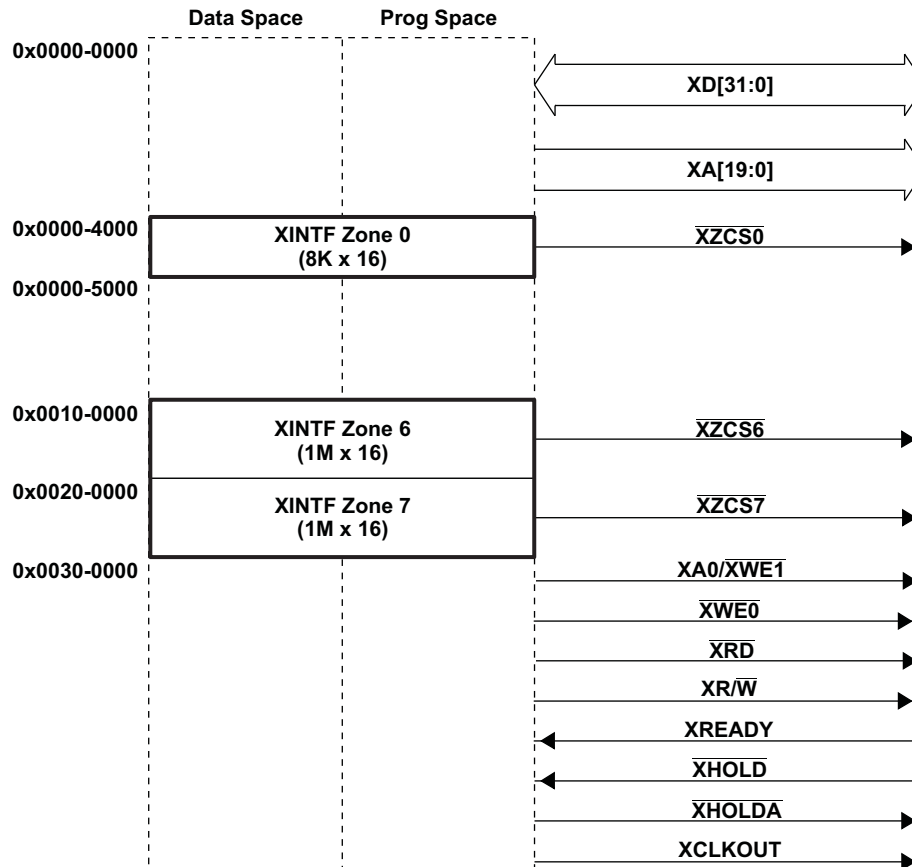 Data Space Prog Space
0x0000-0000
XD[31:0]
XA[19:0]
0x0000-4000
XINTF Zone 0
(8K x 16)
XZCS0
0x0000-5000
0x0010-0000
XINTF Zone 6
(1M x 16)
XZCS6
0x0020-0000
XINTF Zone 7
(1M x 16)
XZCS7
0x0030-0000
XA0/XWE1
XWE0
XRD
XR/W
XREADY
XHOLD
XHOLDA
XCLKOUT